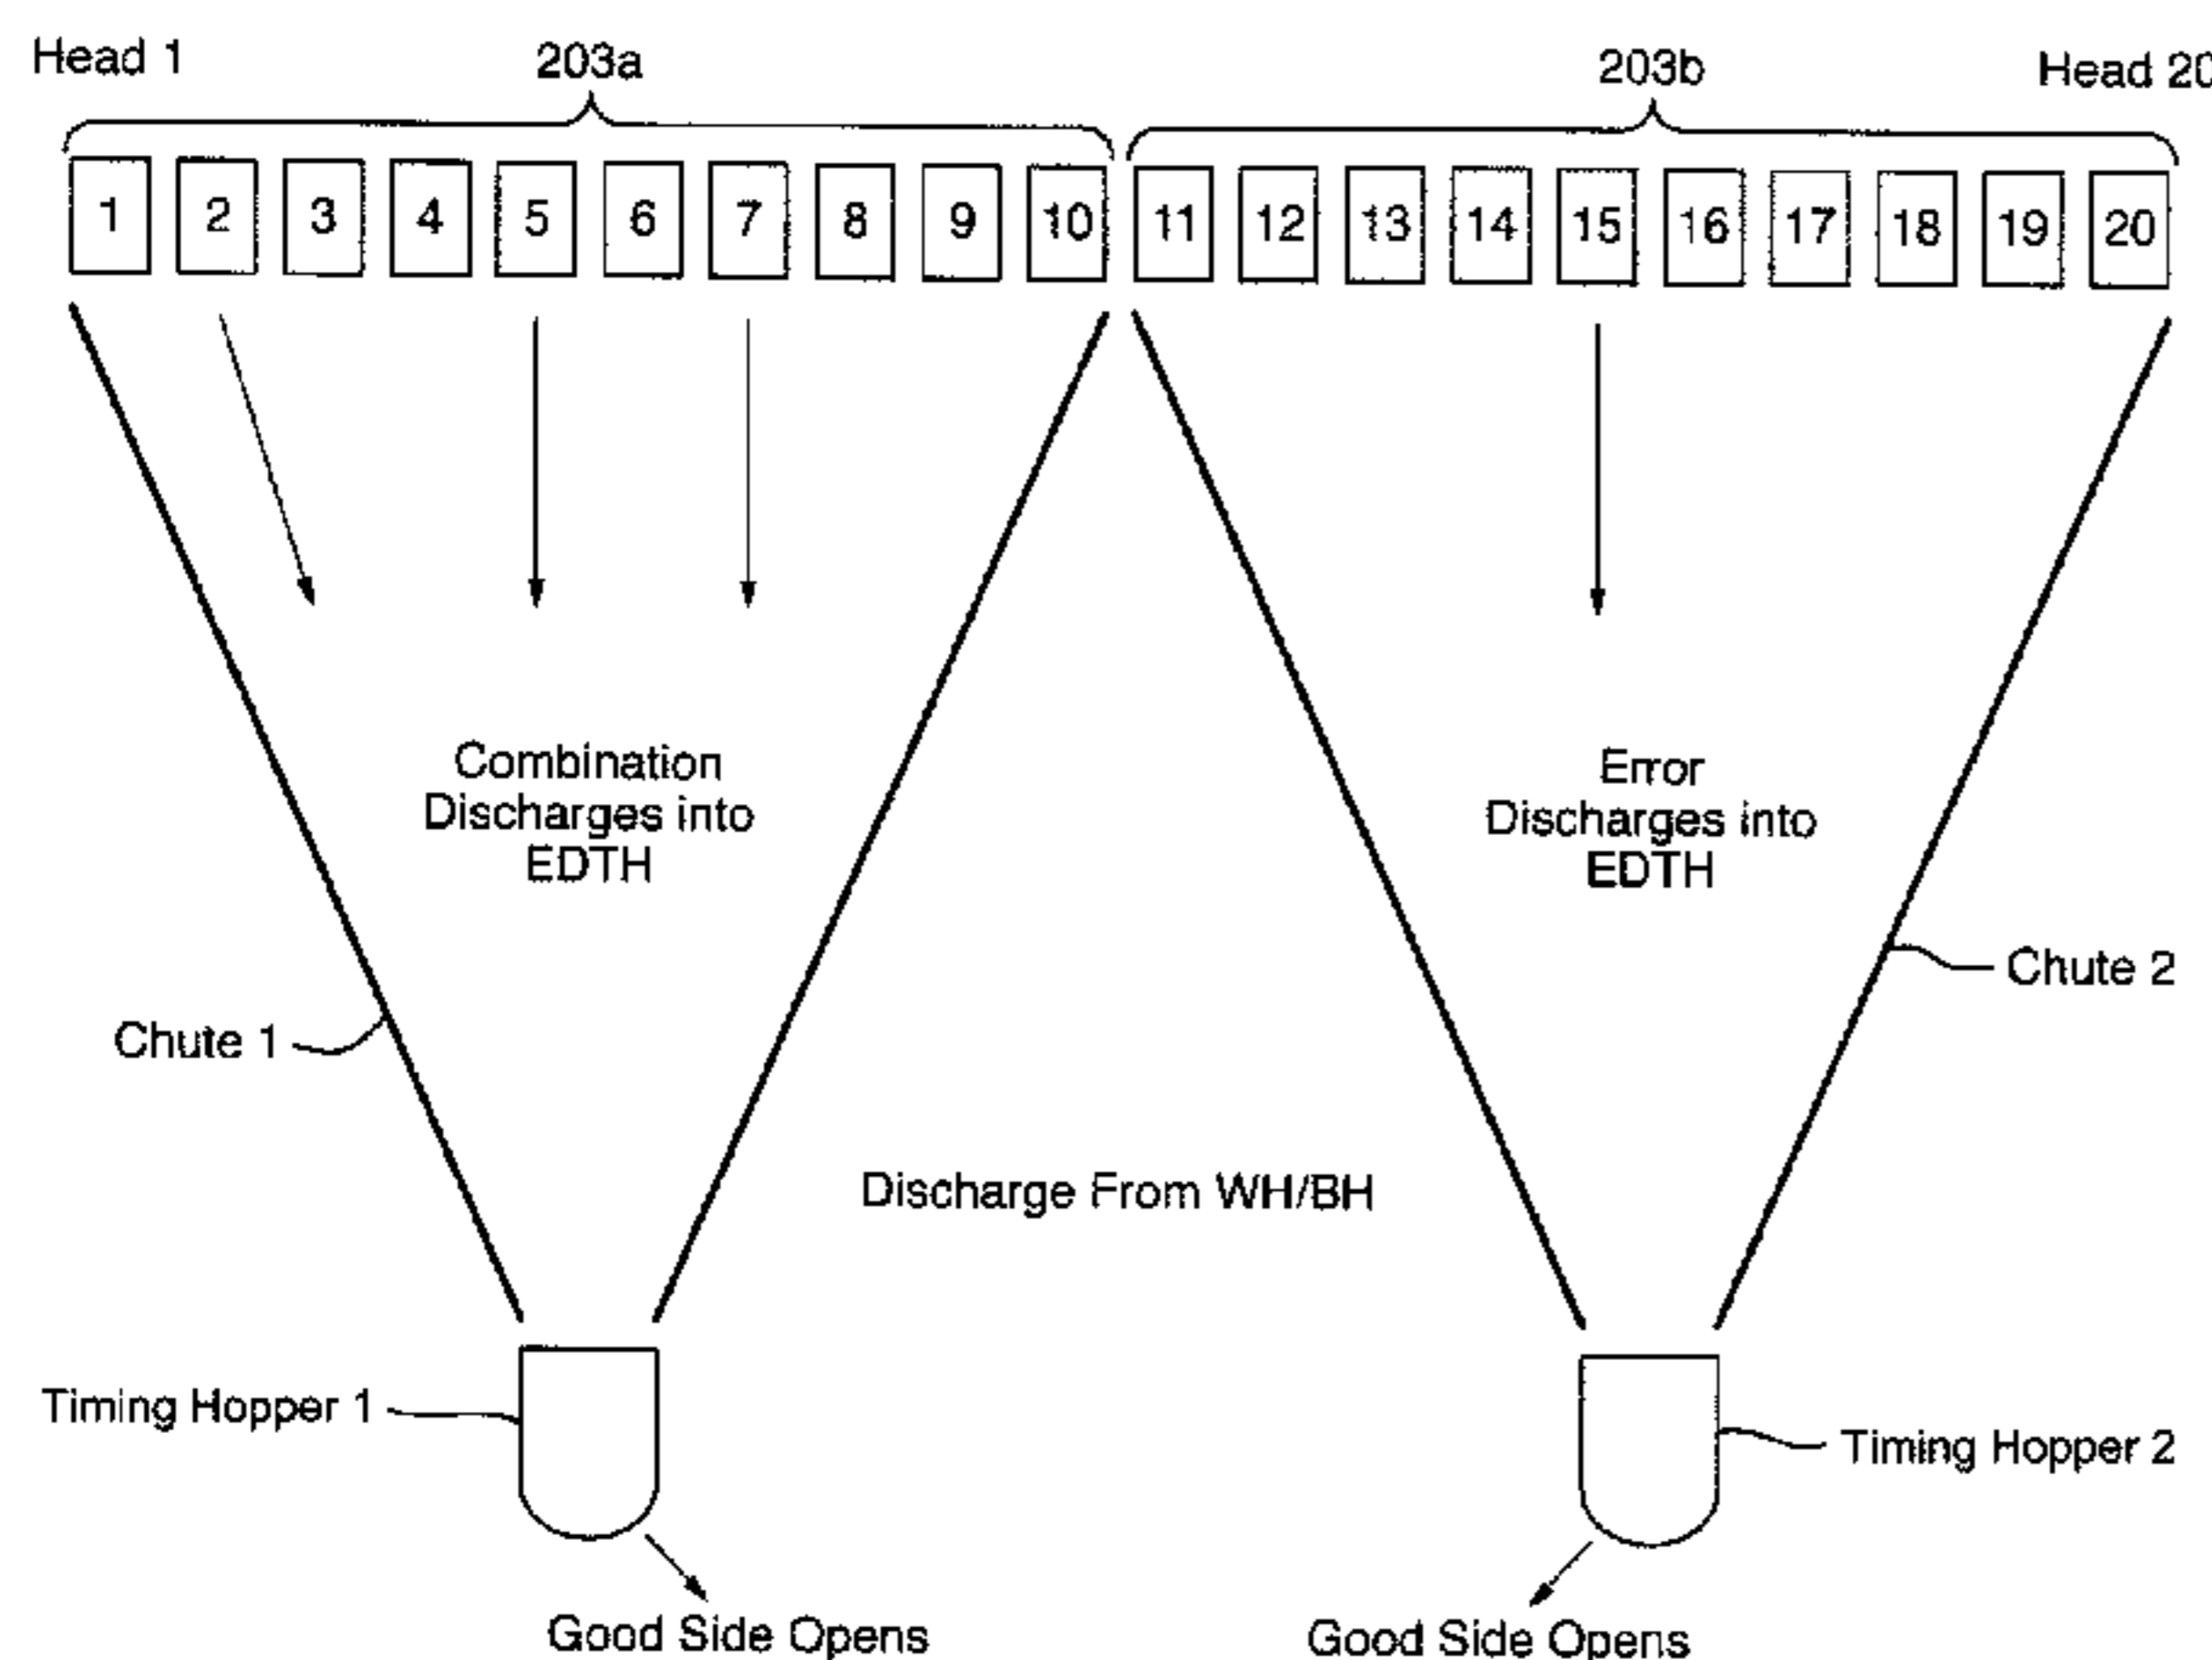 Head 1
203a
203b
Head 20
1 2 3 4 5 6 7 8 9 10 11 12 13 14 15 16 17 18 19 20
Combination
Discharges into
EDTH
Error
Discharges into
EDTH
Chute 1
Chute 2
Discharge From WH/BH
Timing Hopper 1
Timing Hopper 2
Good Side Opens
Good Side Opens